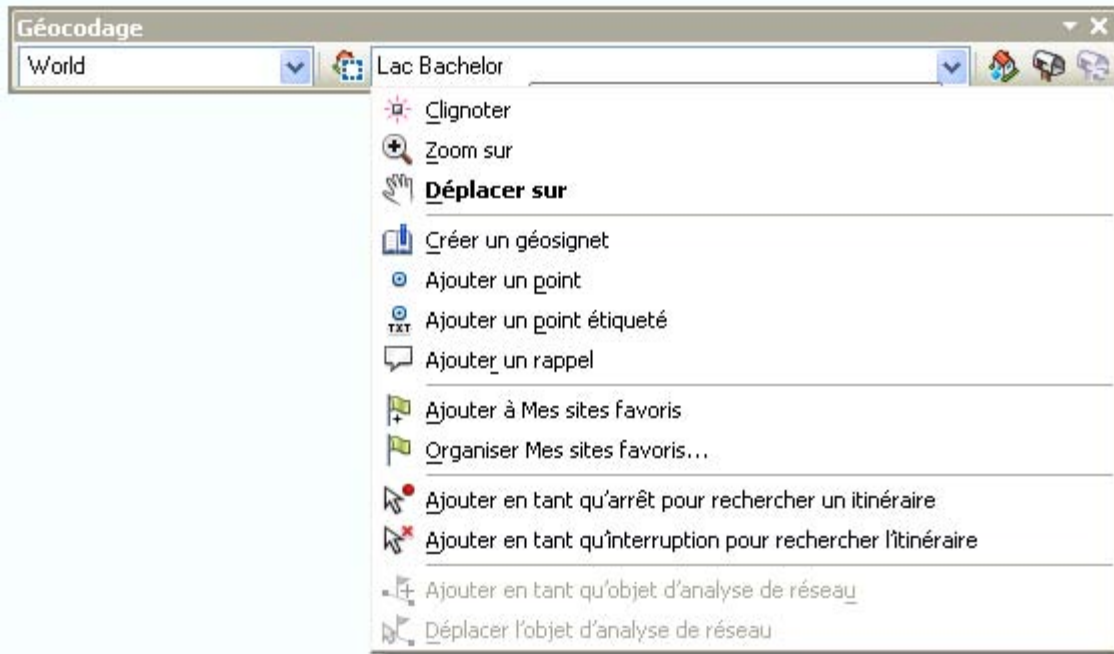 Géocodage
World
Lac Bachelor
Clignoter
Zoom sur
Déplacer sur
Créer un géosignet
Ajouter un point
TXT Ajouter un point étiqueté
Ajouter un rappel
Ajouter à Mes sites favoris
Organiser Mes sites favoris...
Ajouter en tant qu'arrêt pour rechercher un itinéraire
Ajouter en tant qu'interruption pour rechercher l'itinéraire
Ajouter en tant qu'objet d'analyse de réseau
Déplacer l'objet d'analyse de réseau